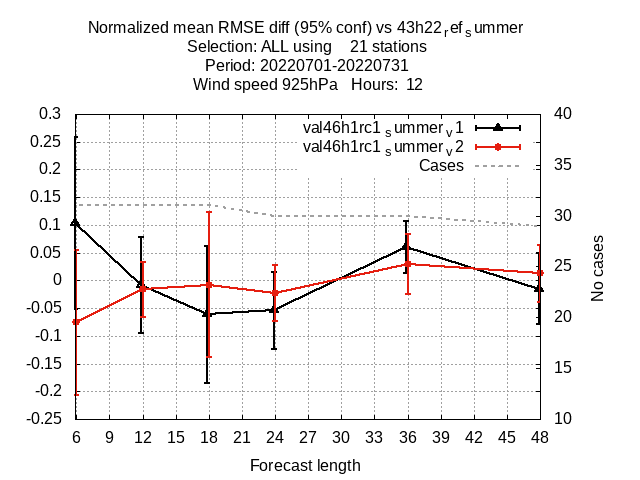 Normalized mean RMSE diff (95% conf) vs 43h22refsummer
Selection: ALL using 21 stations
Period: 20220701-20220731
Wind speed 925hPa Hours: 12
val46h1rc1summerv1
val46h1rc1summerv2
Cases
0.3
0.25
0.2
0.15
0.1
0.05
0
-0.05
-0.1
-0.15
-0.2
-0.25
40
35
30
25
20
15
10
No cases
6 9 12 15 18 21 24 27 30 33 36 39 42 45 48
Forecast length